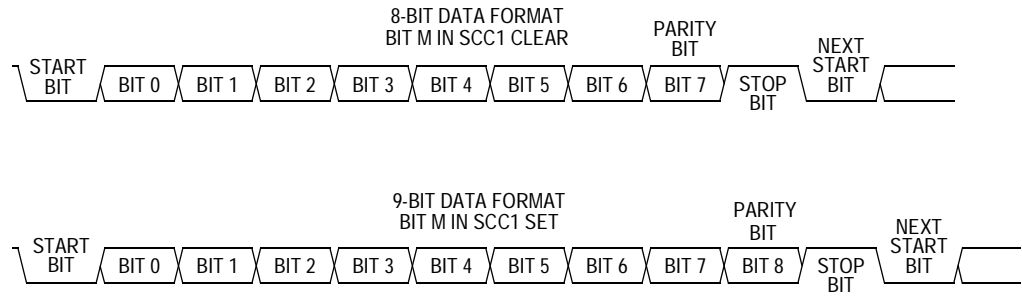 8-BIT DATA FORMAT
BIT M IN SCC1 CLEAR
START
BIT
BIT 0
BIT 1
BIT 2
BIT 3
BIT 4
BIT 5
BIT 6
PARITY
BIT
BIT 7
STOP
BIT
NEXT
START
BIT
9-BIT DATA FORMAT
BIT M IN SCC1 SET
START
BIT
BIT 0
BIT 1
BIT 2
BIT 3
BIT 4
BIT 5
BIT 6
BIT 7
PARITY
BIT
BIT 8
STOP
BIT
NEXT
START
BIT